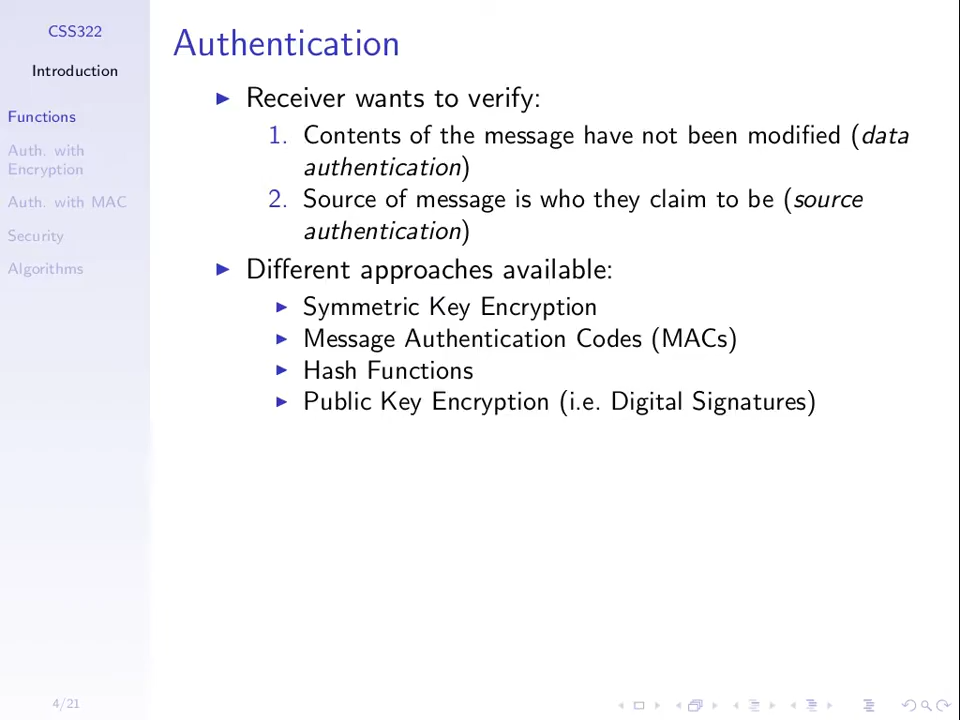 CSS322
Introduction
Functions
Auth. with
Encryption
Auth. with MAC
Security
Algorithms
4/21
Authentication
Receiver wants to verify:
1. Contents of the message have not been modified (data
authentication)
2. Source of message is who they claim to be (source
authentication)
Different approaches available:
Symmetric Key Encryption
Message Authentication Codes (MACs)
Hash Functions
Public Key Encryption (i.e. Digital Signatures)